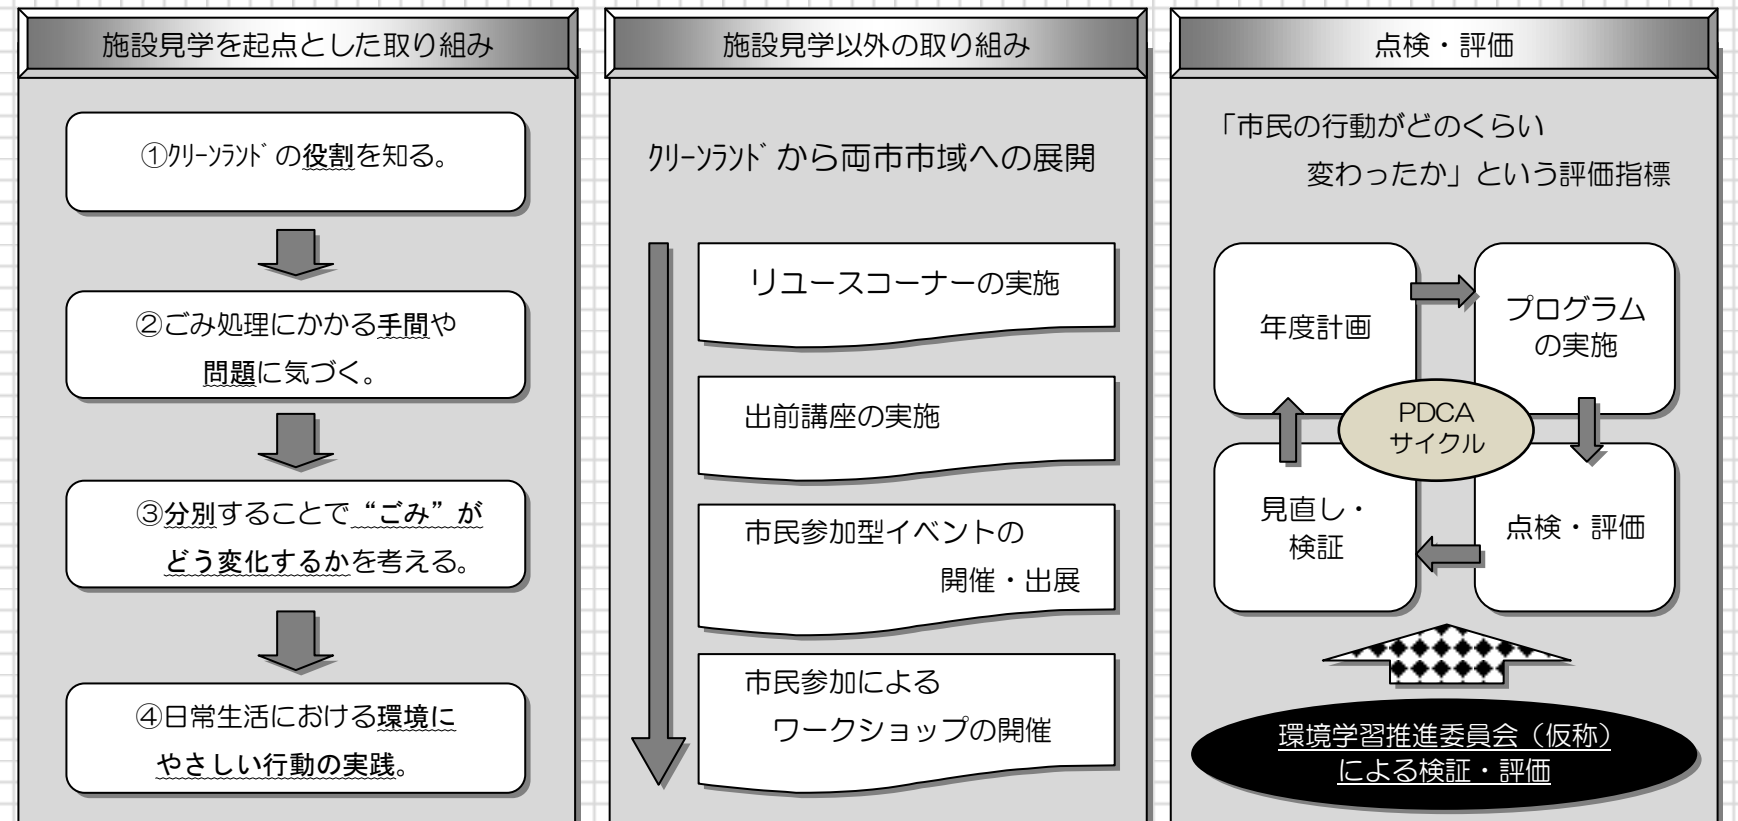 施設見学を起点とした取り組み
①ｸﾘｰﾝﾗﾝﾄﾞの役割を知る。
②ごみ処理にかかる手間や
問題に気づく。
③分別することで“ごみ”が
どう変化するかを考える。
④日常生活における環境に
やさしい行動の実践。
施設見学以外の取り組み
ｸﾘｰﾝﾗﾝﾄﾞから両市市域への展開
リユースコーナーの実施
出前講座の実施
市民参加型イベントの
開催・出展
市民参加による
ワークショップの開催
点検・評価
「市民の行動がどのくらい
変わったか」という評価指標
年度計画
プログラム
の実施
PDCA
サイクル
見直し・
検証
点検・評価
環境学習推進委員会（仮称）
による検証・評価